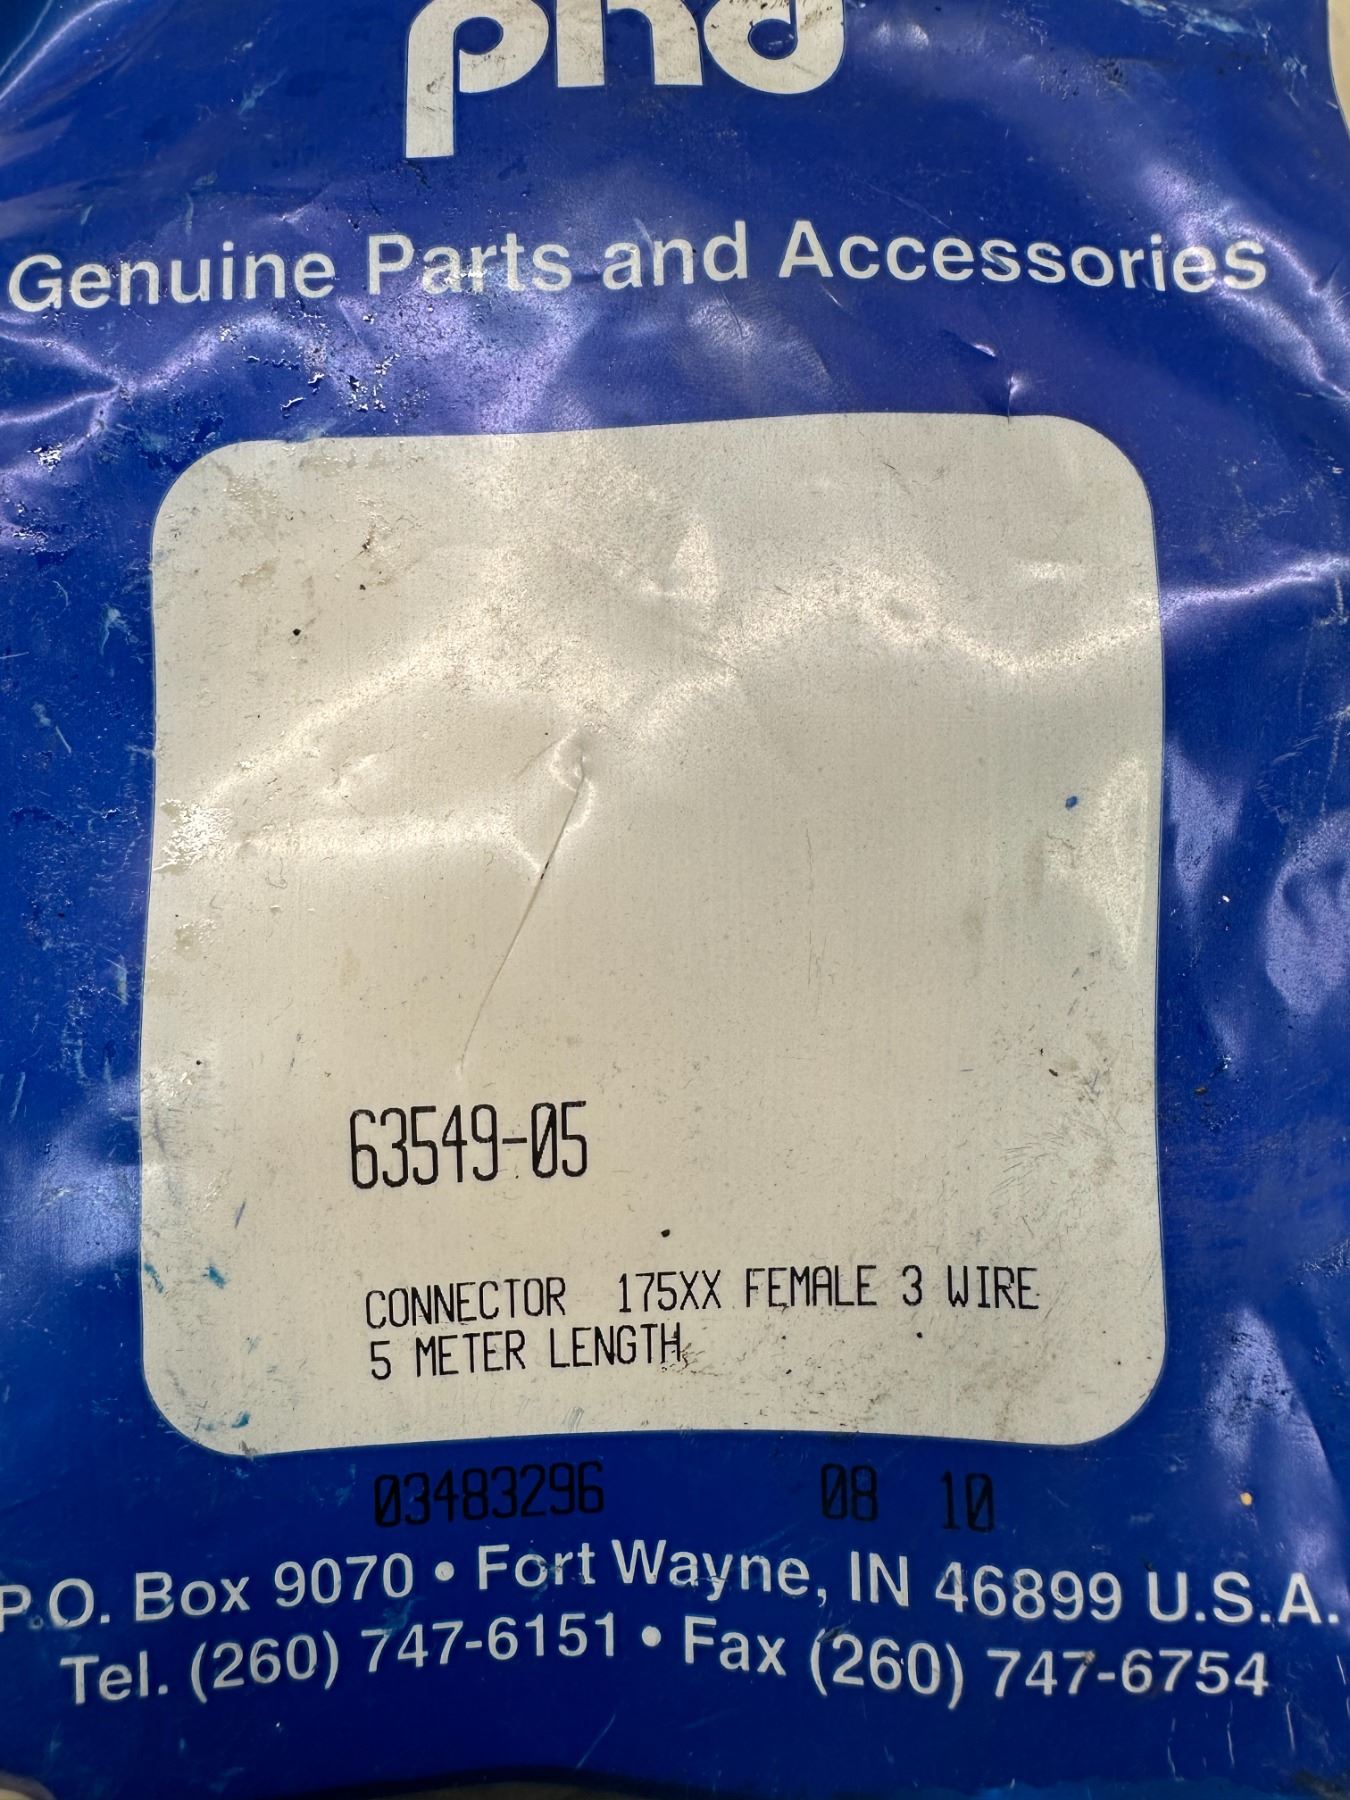 phd
Genuine Parts and Accessories
63549-05
CONNECTOR 175XX FEMALE 3 WIRE
5 METER LENGTH
03483296 08 10
P.O. Box 9070 • Fort Wayne, IN 46899 U.S.A.
Tel. (260) 747-6151 • Fax (260) 747-6754